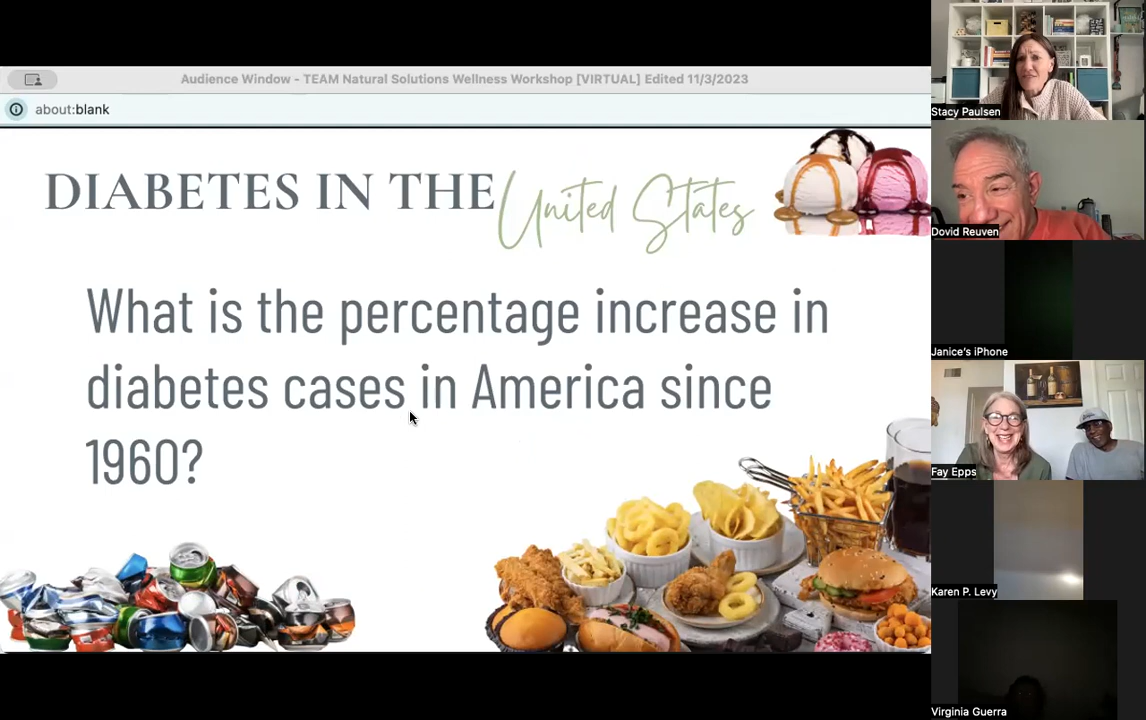 Audience Window - TEAM Natural Solutions Wellness Workshop [VIRTUAL] Edited 11/3/2023
about:blank
DIABETES IN THE United States
What is the percentage increase in
diabetes cases in America since
1960?
Stacy Paulsen
Dovid Reuven
Janice's iPhone
Fay Epps
Karen P. Levy
Virginia Guerra